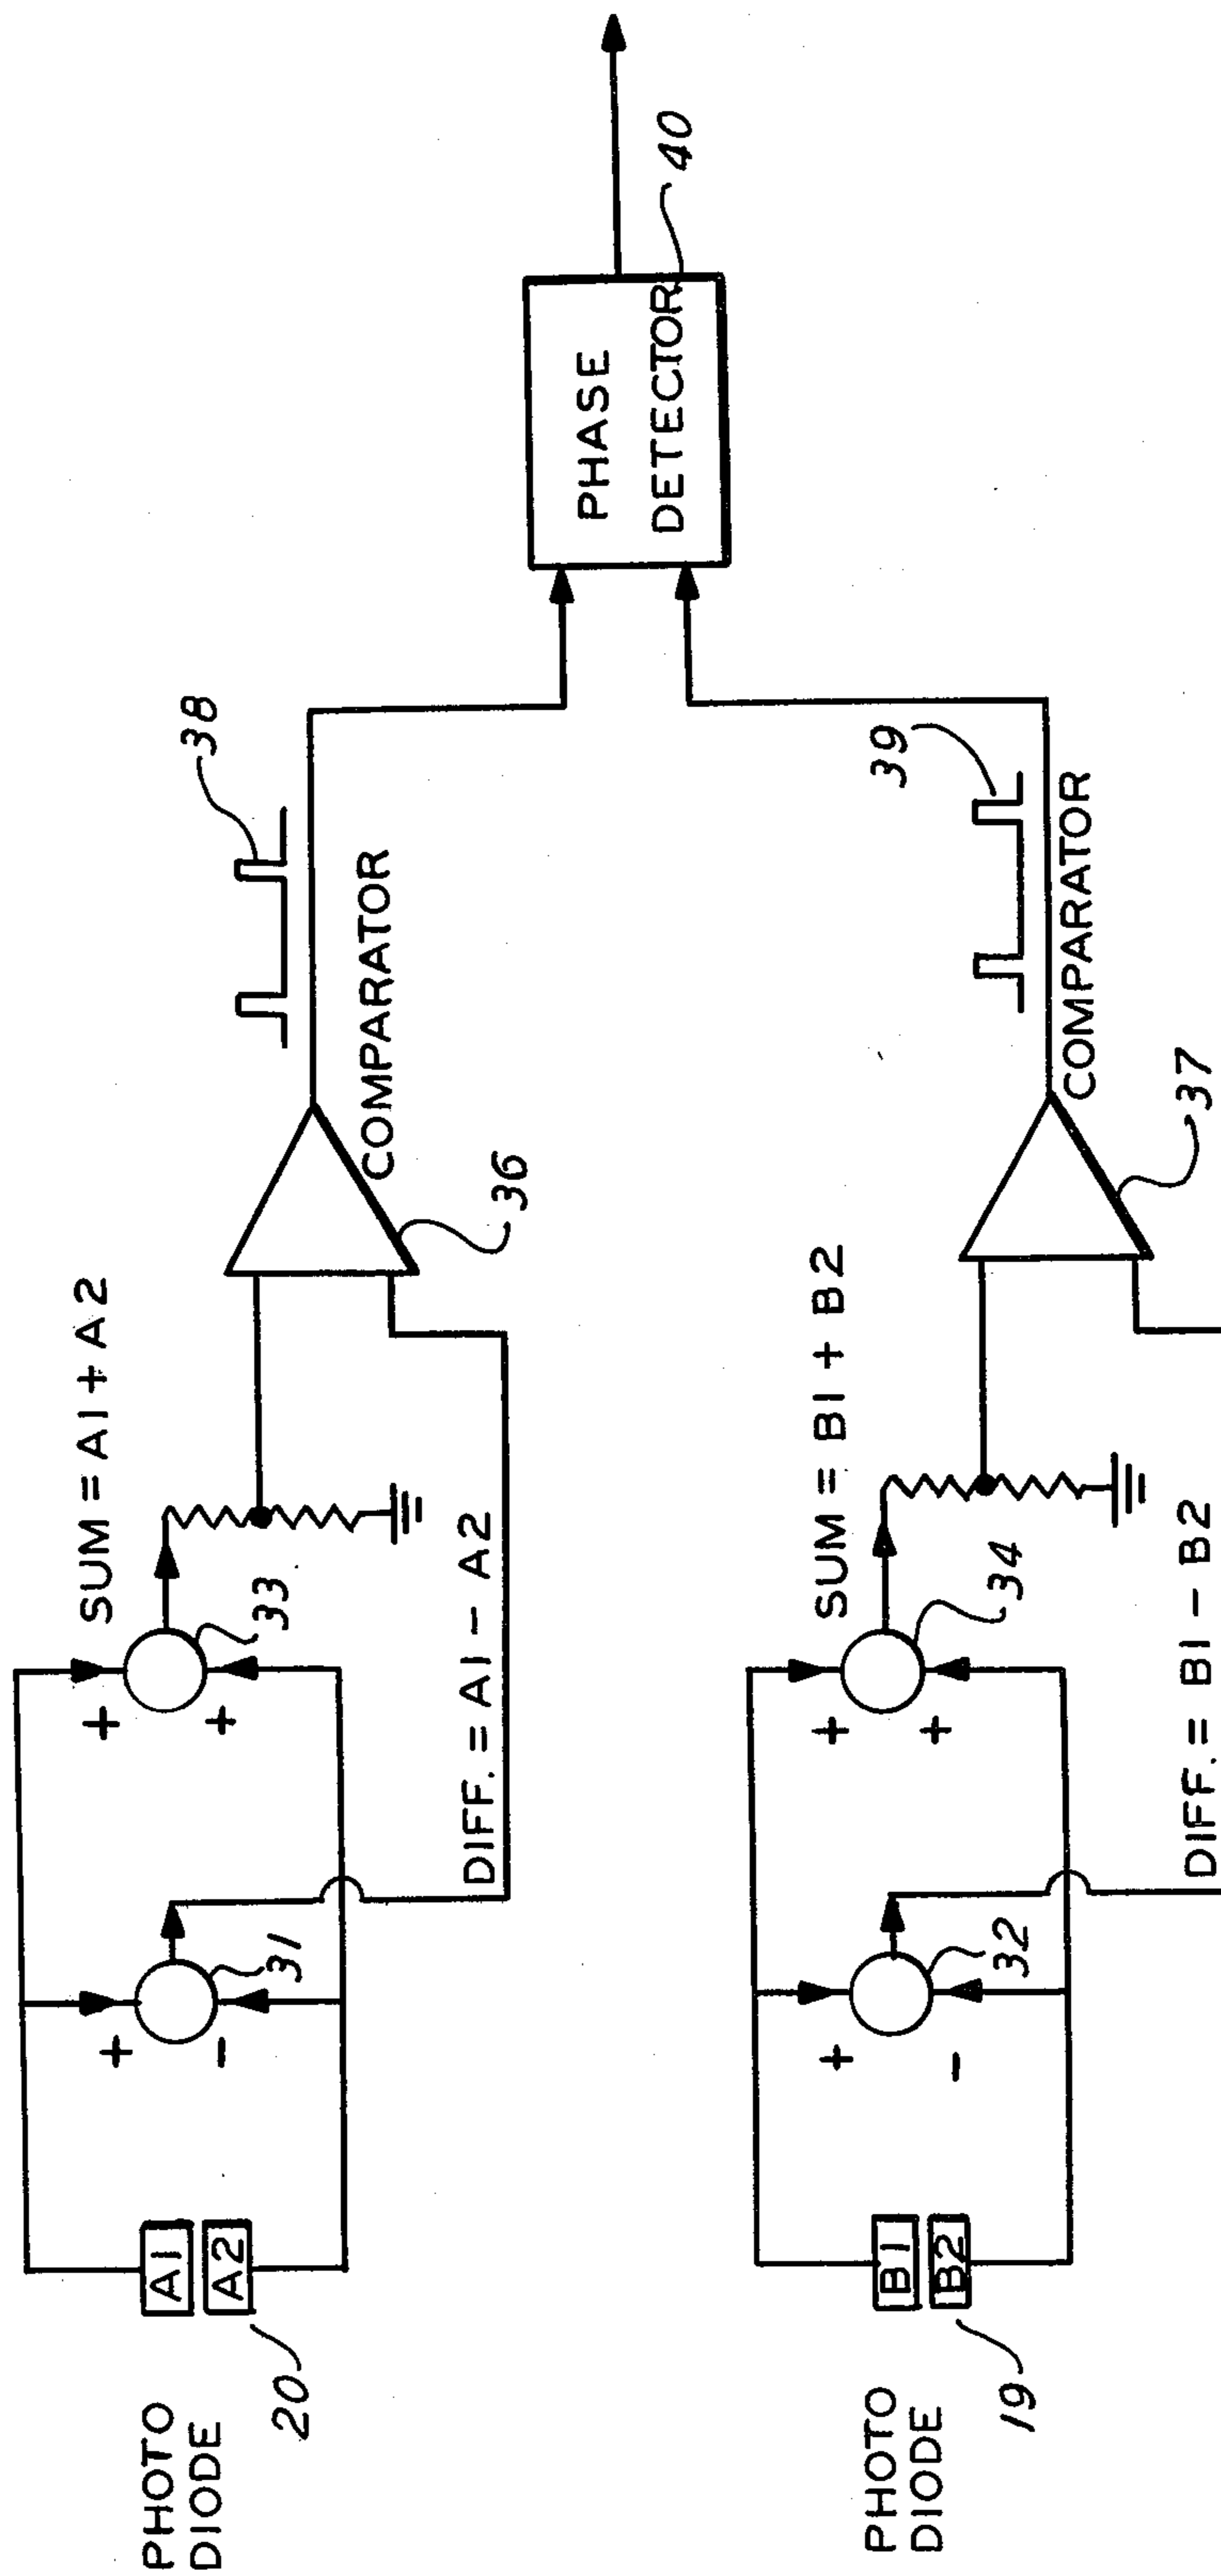 PHOTO
DIODE
20
A1
A2
+
-
31
+
+
33
SUM = A1 + A2
DIFF. = A1 - A2
36
COMPARATOR
38
PHASE
DETECTOR
40
PHOTO
DIODE
19
B1
B2
+
-
32
+
+
34
SUM = B1 + B2
DIFF. = B1 - B2
37
COMPARATOR
39